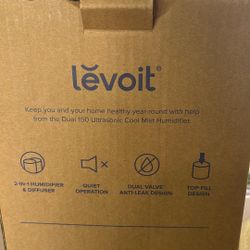 levoit®
Keep you and your home healthy year-round with help
from the Dual 150 Ultrasonic Cool Mist Humidifier.
2-IN-1 HUMIDIFIER
& DIFFUSER
QUIET
OPERATION
DUAL VALVE
ANTI-LEAK DESIGN
TOP-FILL
DESIGN